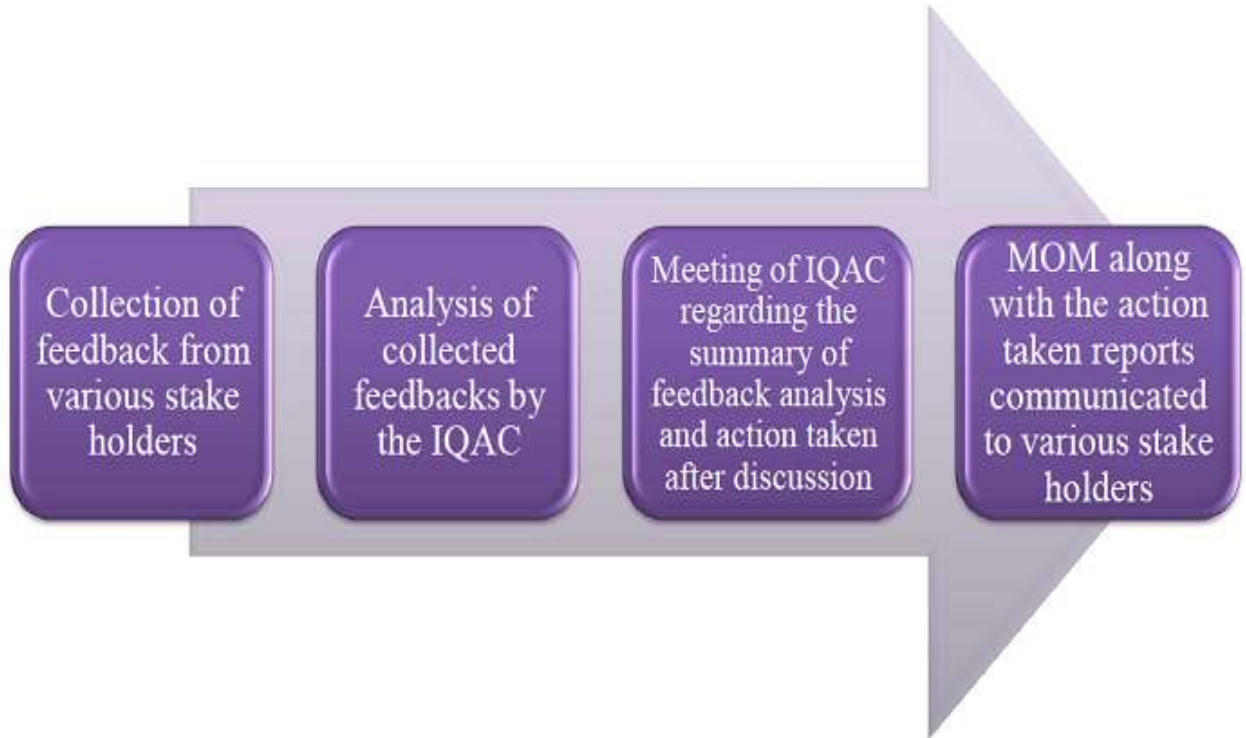 Collection of
feedback from
various stake
holders
Analysis of
collected
feedbacks by
the IQAC
Meeting of IQAC
regarding the
summary of
feedback analysis
and action taken
after discussion
MOM along
with the action
taken reports
communicated
to various stake
holders